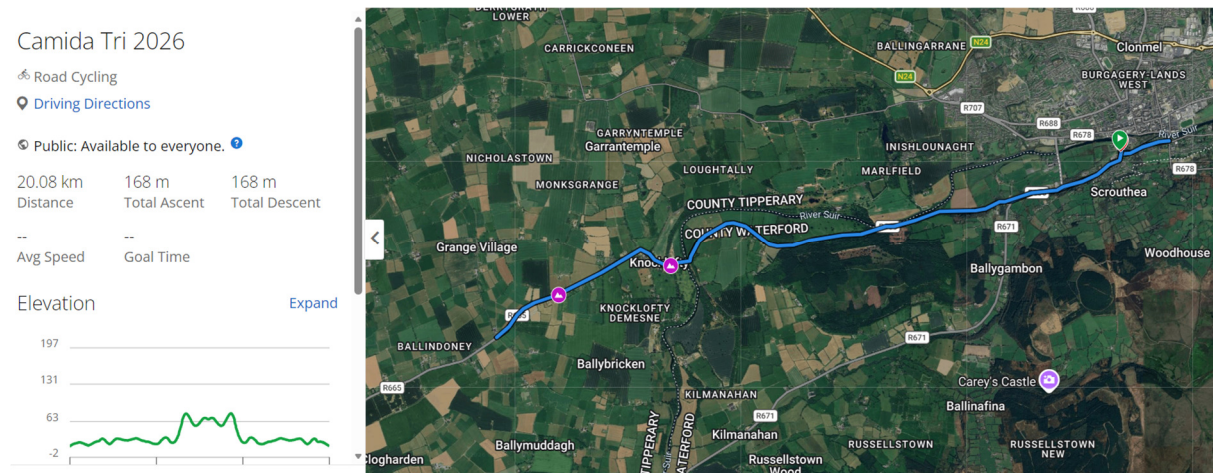 Camida Tri 2026
Road Cycling
Driving Directions
Public: Available to everyone. ?
20.08 km
168 m
168 m
Distance
Total Ascent
Total Descent
--
--
Avg Speed
Goal Time
Elevation
Expand
197
131
63
-2
LOWER
CARRICKCONEEN
BALLINGARRANE
N24
Clonmel
N24
BURGAGERY-LANDS
WEST
R707
R688
R678
River Suir
GARRYNTEMPLE
Garrantemple
INISHLOUNAGHT
NICHOLASTOWN
LOUGHTALLY
MARLFIELD
R678
MONKSGRANGE
Scrouthea
COUNTY TIPPERARY
River Suir
COUNTY WATERFORD
R671
Grange Village
Woodhouse
Ballygambon
KNOCKLOFTY
DEMESNE
BALLINDONEY
R671
Ballybricken
Carey's Castle
R665
KILMANAHAN
Ballinafina
R671
Kilmanahan
TIPPERARY
WATERFORD
Suir
Ballymuddagh
RUSSELLSTOWN
RUSSELLSTOWN
NEW
Clogharden
Russellstown
Wood